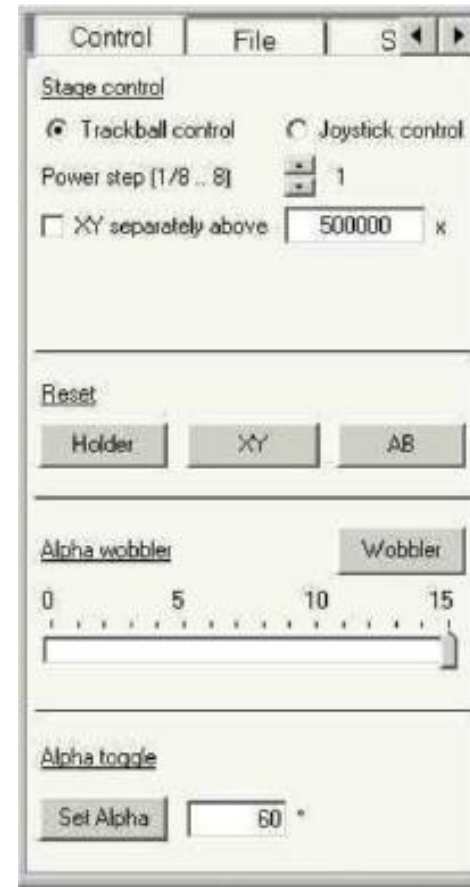 Control File S
Stage control
Trackball control Joystick control
Power step (1/8 .. 8) 1
XY separately above 500000 x
Reset
Holder XY AB
Alpha wobbler Wobbler
0 5 10 15
Alpha toggle
Set Alpha 60 °